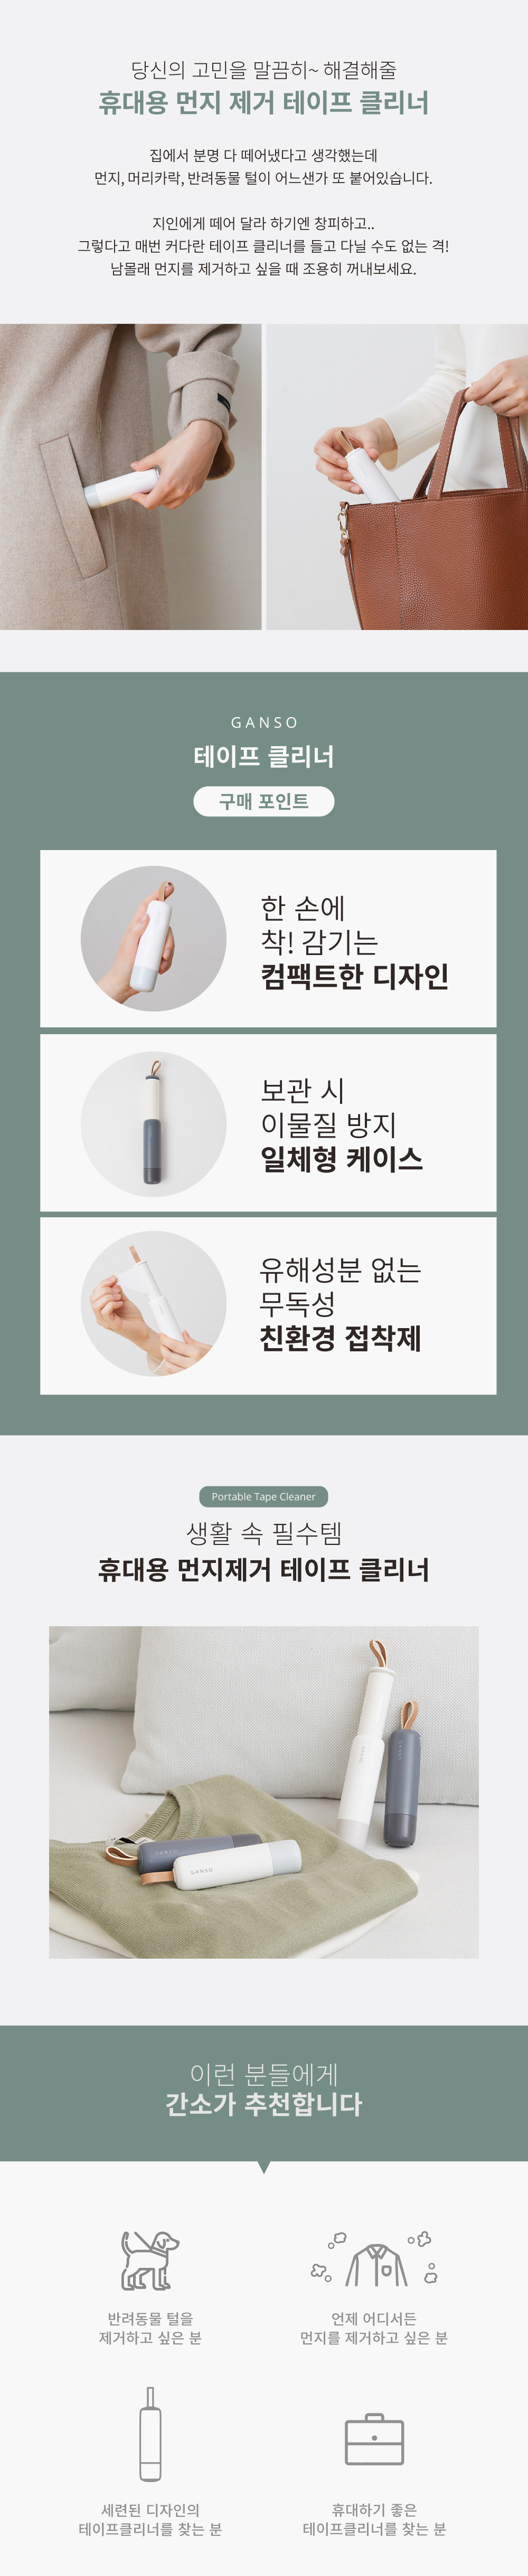 당신의 고민을 말끔히~ 해결해줄
휴대용 먼지 제거 테이프 클리너
집에서 분명 다 떼어냈다고 생각했는데
먼지, 머리카락, 반려동물 털이 어느샌가 또 붙어있습니다.
지인에게 떼어 달라 하기엔 창피하고..
그렇다고 매번 커다란 테이프 클리너를 들고 다닐 수도 없는 격!
남몰래 먼지를 제거하고 싶을 때 조용히 꺼내보세요.
GANSO
테이프 클리너
구매 포인트
한 손에
착! 감기는
컴팩트한 디자인
보관 시
이물질 방지
일체형 케이스
유해성분 없는
무독성
친환경 접착제
Portable Tape Cleaner
생활 속 필수템
휴대용 먼지제거 테이프 클리너
GANSO
GANSO
GANSO
GANSO
이런 분들에게
간소가 추천합니다
반려동물 털을
제거하고 싶은 분
언제 어디서든
먼지를 제거하고 싶은 분
세련된 디자인의
테이프클리너를 찾는 분
휴대하기 좋은
테이프클리너를 찾는 분